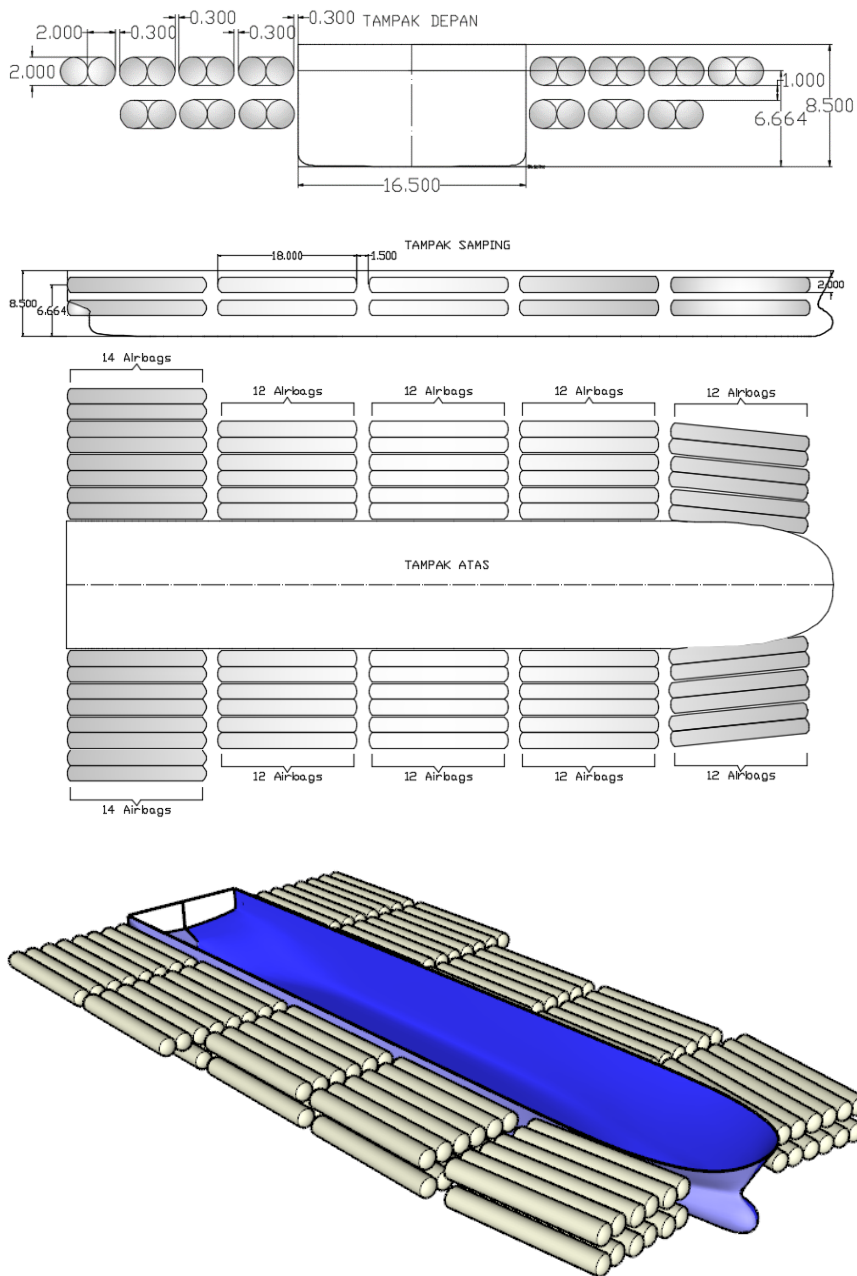 0.300 TAMPAK DEPAN
0.300
2.000 0.300 0.300
2.000
1.000
6.664
8.500
16.500
TAMPAK SAMPING
18.000 1.500
8.500
6.664
2.000
14 Airbags
12 Airbags 12 Airbags 12 Airbags 12 Airbags
TAMPAK ATAS
12 Airbags 12 Airbags 12 Airbags 12 Airbags
14 Airbags